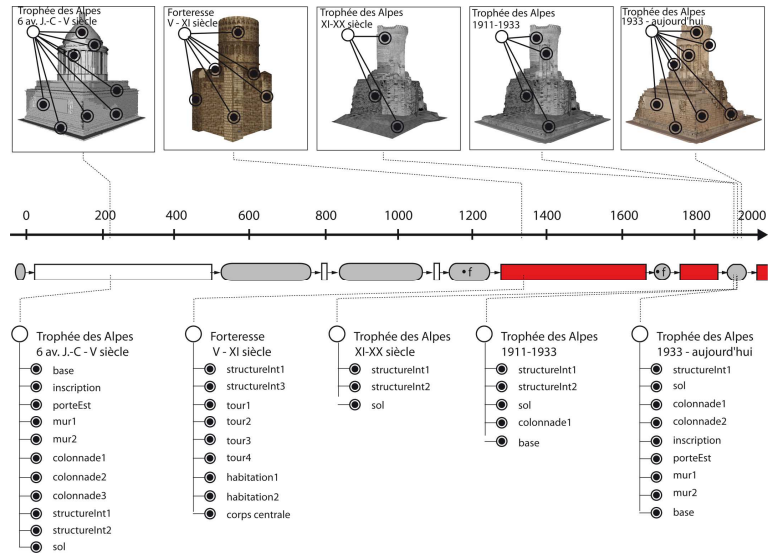 Trophée des Alpes
6 av. J.-C - V siècle
Forteresse
V - XI siècle
Trophée des Alpes
XI-XX siècle
Trophée des Alpes
1911-1933
Trophée des Alpes
1933 - aujourd'hui
0 200 400 600 800 1000 1200 1400 1600 1800 2000
f f
Trophée des Alpes
6 av. J.-C - V siècle
base
inscription
porteEst
mur1
mur2
colonnade1
colonnade2
colonnade3
structureInt1
structureInt2
sol
Forteresse
V - XI siècle
structureInt1
structureInt3
tour1
tour2
tour3
tour4
habitation1
habitation2
corps centrale
Trophée des Alpes
XI-XX siècle
structureInt1
structureInt2
sol
Trophée des Alpes
1911-1933
structureInt1
structureInt2
sol
colonnade1
base
Trophée des Alpes
1933 - aujourd'hui
structureInt1
sol
colonnade1
colonnade2
inscription
porteEst
mur1
mur2
base